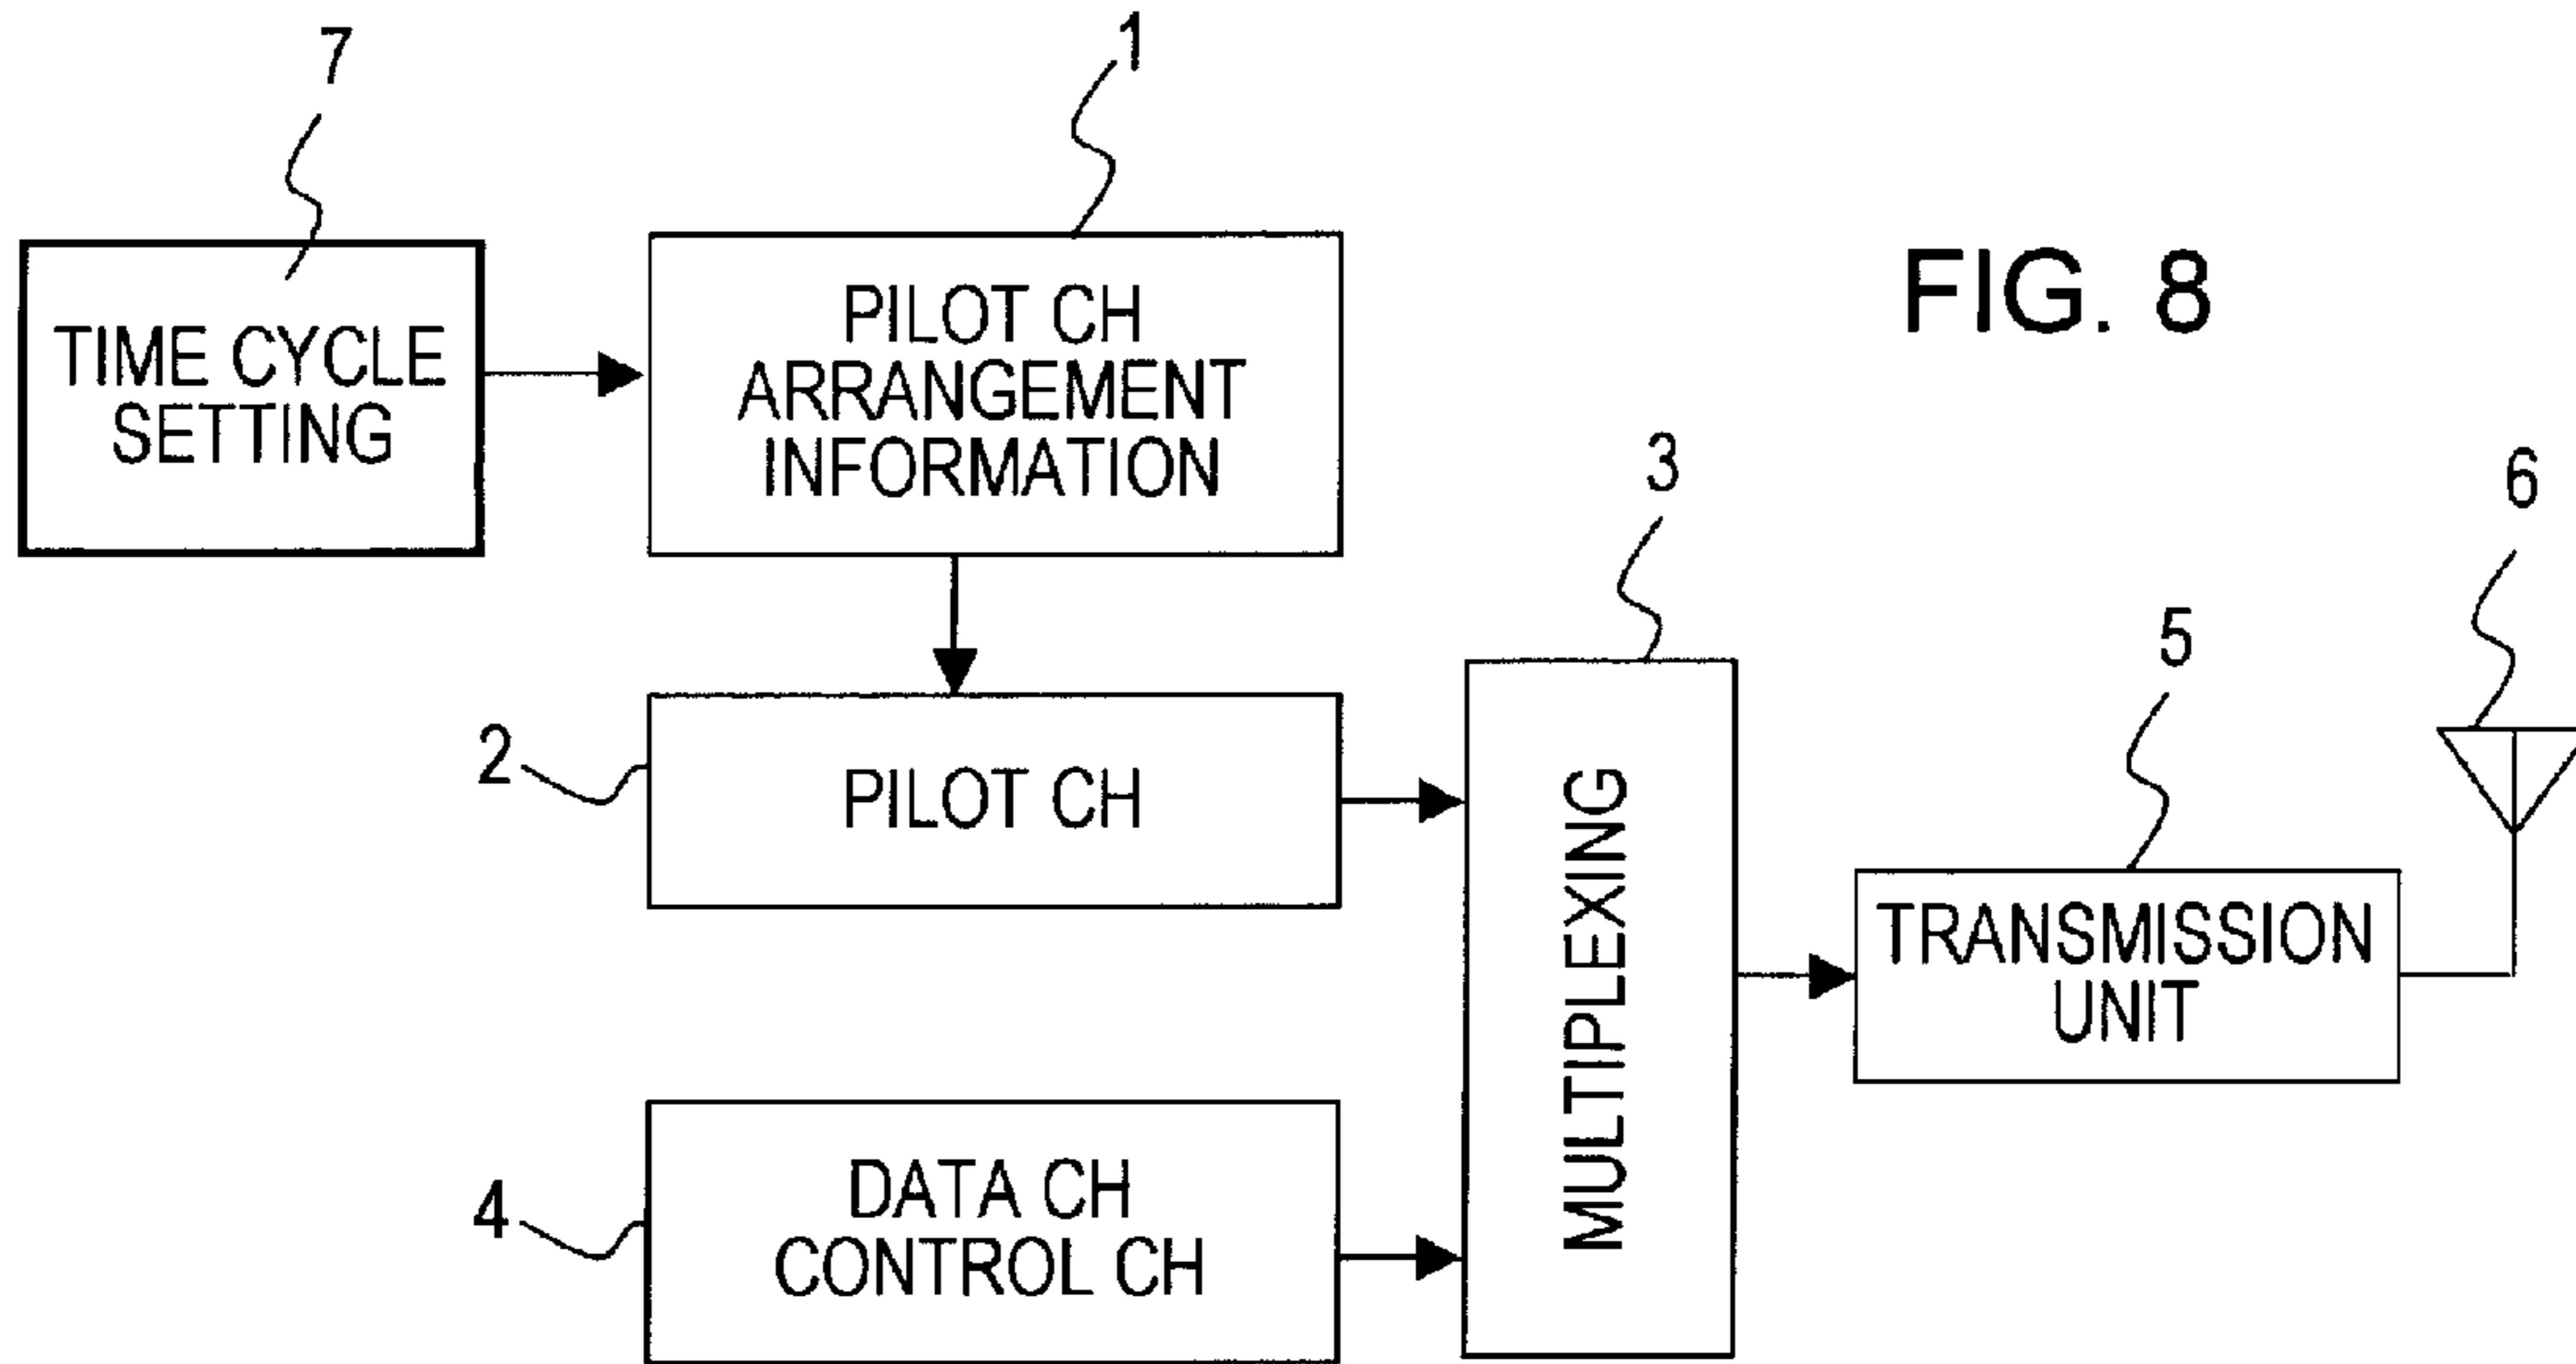 7
1
TIME CYCLE
SETTING
PILOT CH
ARRANGEMENT
INFORMATION
FIG. 8
3
6
5
2
PILOT CH
MULTIPLEXING
TRANSMISSION
UNIT
4
DATA CH
CONTROL CH